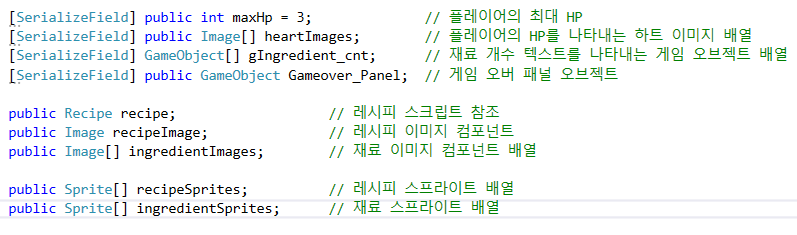 [SerializeField] public int maxHp = 3; // 플레이어의 최대 HP
[SerializeField] public Image[] heartImages; // 플레이어의 HP를 나타내는 하트 이미지 배열
[SerializeField] GameObject[] gIngredient_cnt; // 재료 개수 텍스트를 나타내는 게임 오브젝트 배열
[SerializeField] public GameObject Gameover_Panel; // 게임 오버 패널 오브젝트
public Recipe recipe; // 레시피 스크립트 참조
public Image recipeImage; // 레시피 이미지 컴포넌트
public Image[] ingredientImages; // 재료 이미지 컴포넌트 배열
public Sprite[] recipeSprites; // 레시피 스프라이트 배열
public Sprite[] ingredientSprites; // 재료 스프라이트 배열